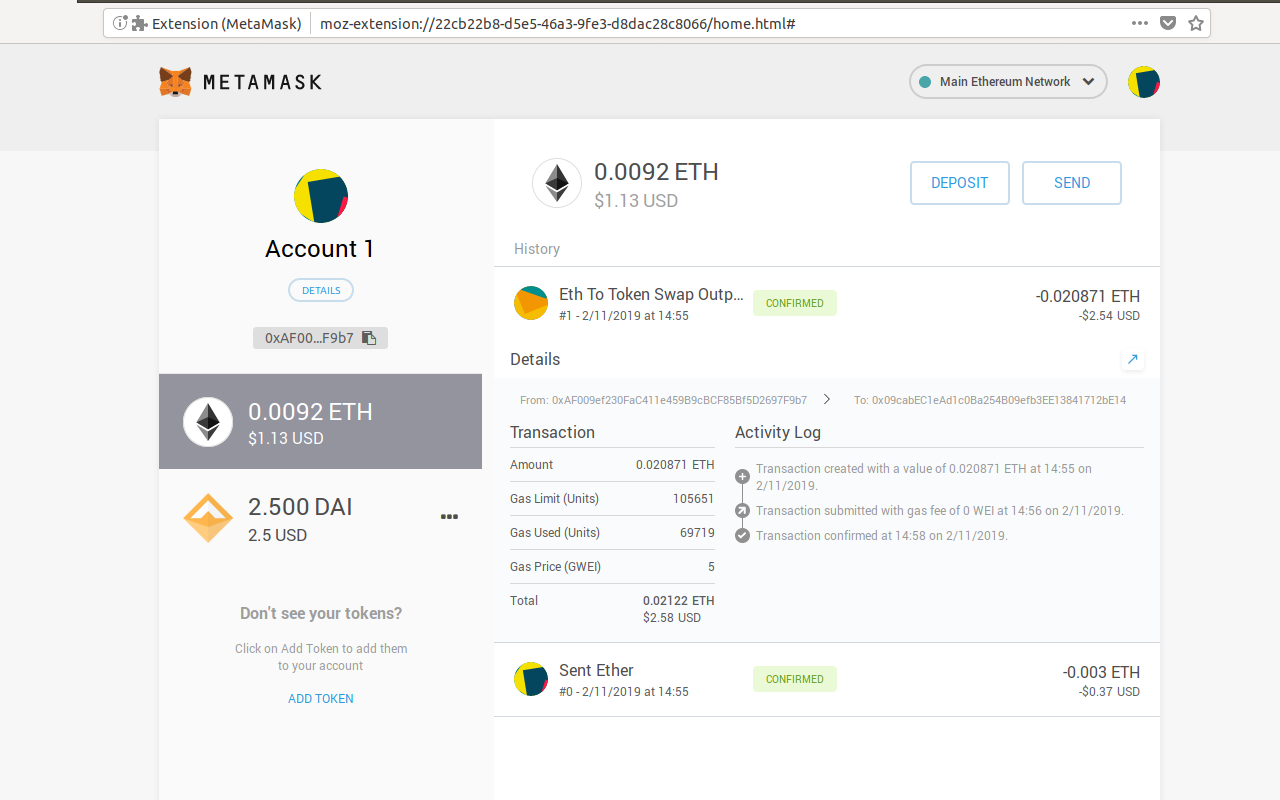 Extension (MetaMask)
moz-extension://22cb22b8-d5e5-46a3-9fe3-d8dac28c8066/home.html#
METAMASK
Main Ethereum Network
Account 1
DETAILS
0xAF00...F9b7
0.0092 ETH
$1.13 USD
2.500 DAI
2.5 USD
Don't see your tokens?
Click on Add Token to add them
to your account
ADD TOKEN
0.0092 ETH
$1.13 USD
DEPOSIT
SEND
History
Eth To Token Swap Outp...
#1 - 2/11/2019 at 14:55
CONFIRMED
-0.020871 ETH
-$2.54 USD
Details
From: 0xAF009ef230FaC411e459B9cBCF85Bf5D2697F9b7
To: 0x09cabEC1eAd1c0Ba254B09efb3EE13841712bE14
Transaction
Amount 0.020871 ETH
Gas Limit (Units) 105651
Gas Used (Units) 69719
Gas Price (GWEI) 5
Total 0.02122 ETH
$2.58 USD
Activity Log
Transaction created with a value of 0.020871 ETH at 14:55 on
2/11/2019.
Transaction submitted with gas fee of 0 WEI at 14:56 on 2/11/2019.
Transaction confirmed at 14:58 on 2/11/2019.
Sent Ether
#0 - 2/11/2019 at 14:55
CONFIRMED
-0.003 ETH
-$0.37 USD